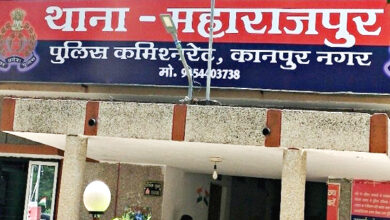 थाना - महाराजपुर
पुलिस कमिश्नरेट, कानपुर नगर
मो. 9454403738